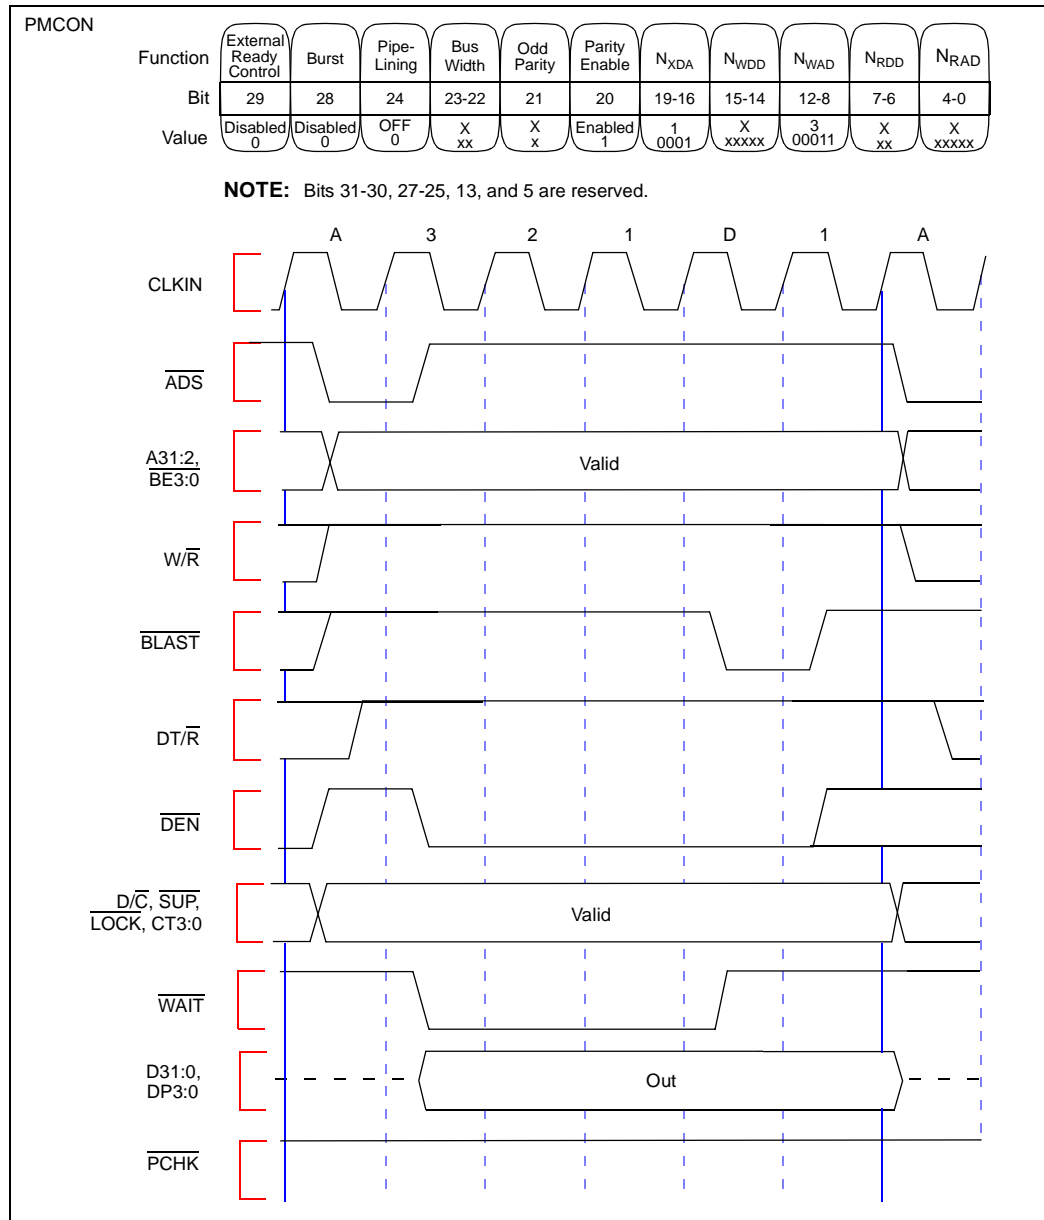 PMCON
Function External Ready Control Burst Pipe-Lining Bus Width Odd Parity Parity Enable NXDA NWDD NWAD NRDD NRAD
Bit 29 28 24 23-22 21 20 19-16 15-14 12-8 7-6 4-0
Value Disabled 0 Disabled 0 OFF 0 X xx X x Enabled 1 1 0001 X xxxxx 3 00011 X xx X xxxxx
NOTE: Bits 31-30, 27-25, 13, and 5 are reserved.
A 3 2 1 D 1 A
CLKIN
ADS
A31:2,
BE3:0
Valid
W/R
BLAST
DT/R
DEN
D/C, SUP,
LOCK, CT3:0
Valid
WAIT
D31:0,
DP3:0
Out
PCHK